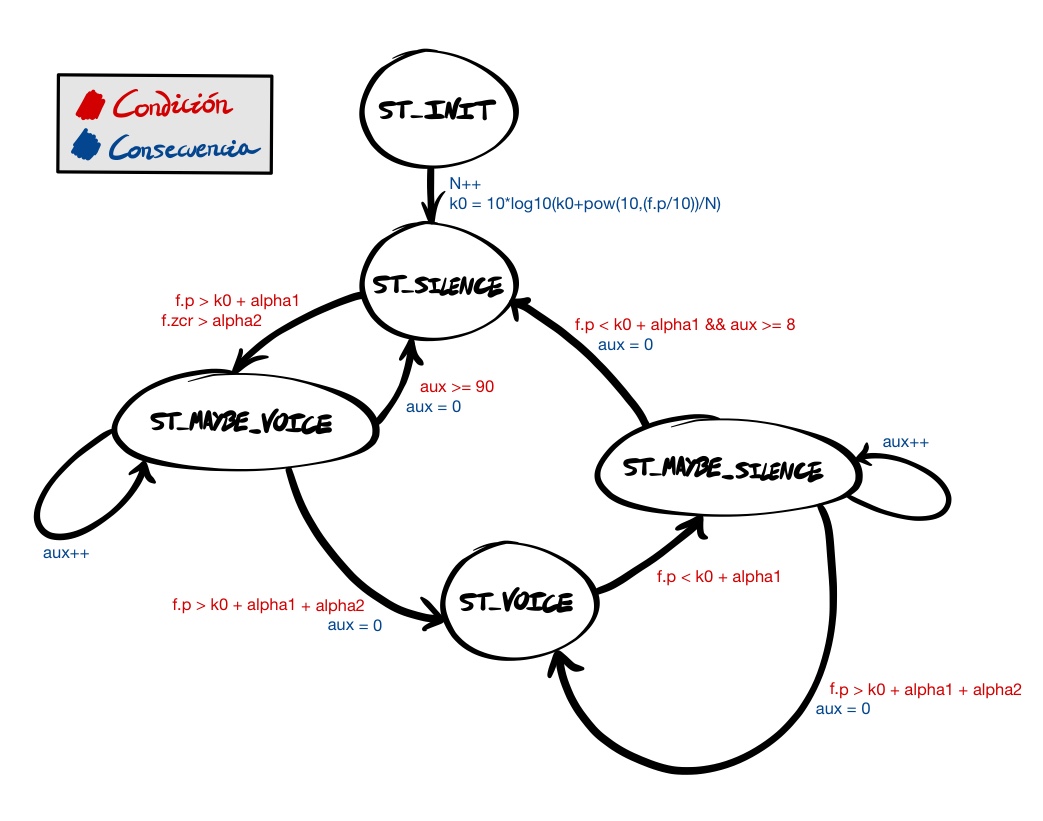 Condición
Consecuencia
ST_INIT
N++
k0 = 10*log10(k0+pow(10,(f.p/10))/N)
ST_SILENCE
f.p > k0 + alpha1
f.zcr > alpha2
f.p < k0 + alpha1 && aux >= 8
aux = 0
aux >= 90
aux = 0
ST_MAYBE_VOICE
aux++
ST_MAYBE_SILENCE
aux++
f.p < k0 + alpha1
ST_VOICE
f.p > k0 + alpha1 + alpha2
aux = 0
f.p > k0 + alpha1 + alpha2
aux = 0